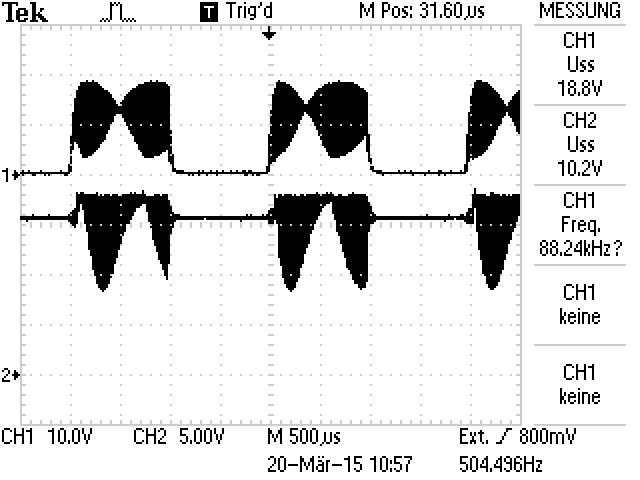 Tek Trig'd M Pos: 31.60µs MESSUNG
CH1
Uss
18.8V
CH2
Uss
10.2V
CH1
Freq.
88.24kHz?
CH1
keine
CH1
keine
T
1
2
CH1 10.0V CH2 5.00V M 500µs Ext. 800mV
20-Mär-15 10:57 504.496Hz